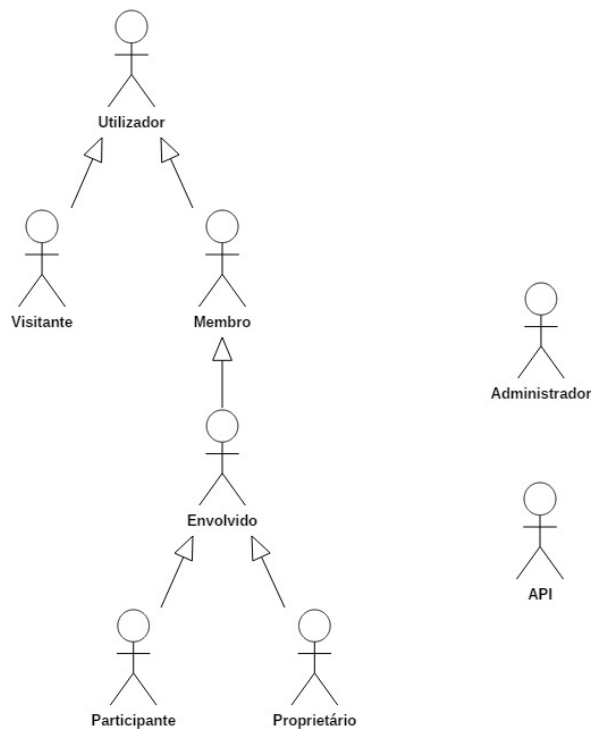 Utilizador
Visitante
Membro
Administrador
Envolvido
API
Participante
Proprietário